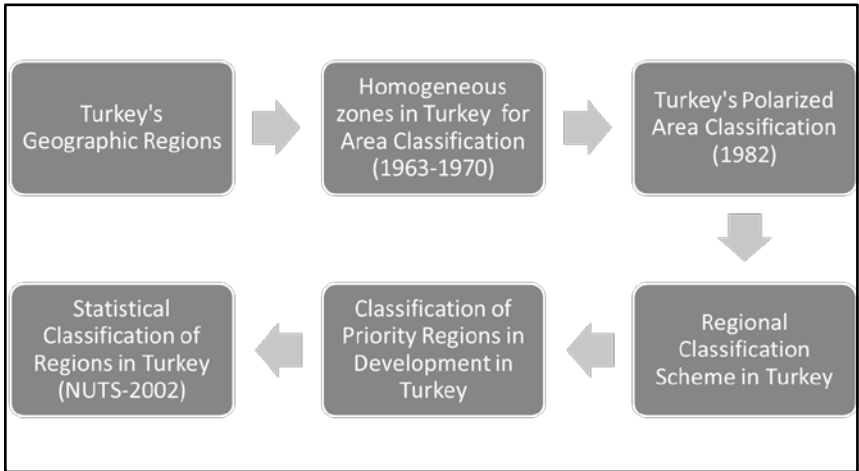 Turkey's
Geographic Regions
Homogeneous
zones in Turkey for
Area Classification
(1963-1970)
Turkey's Polarized
Area Classification
(1982)
Regional
Classification
Scheme in Turkey
Classification of
Priority Regions in
Development in
Turkey
Statistical
Classification of
Regions in Turkey
(NUTS-2002)